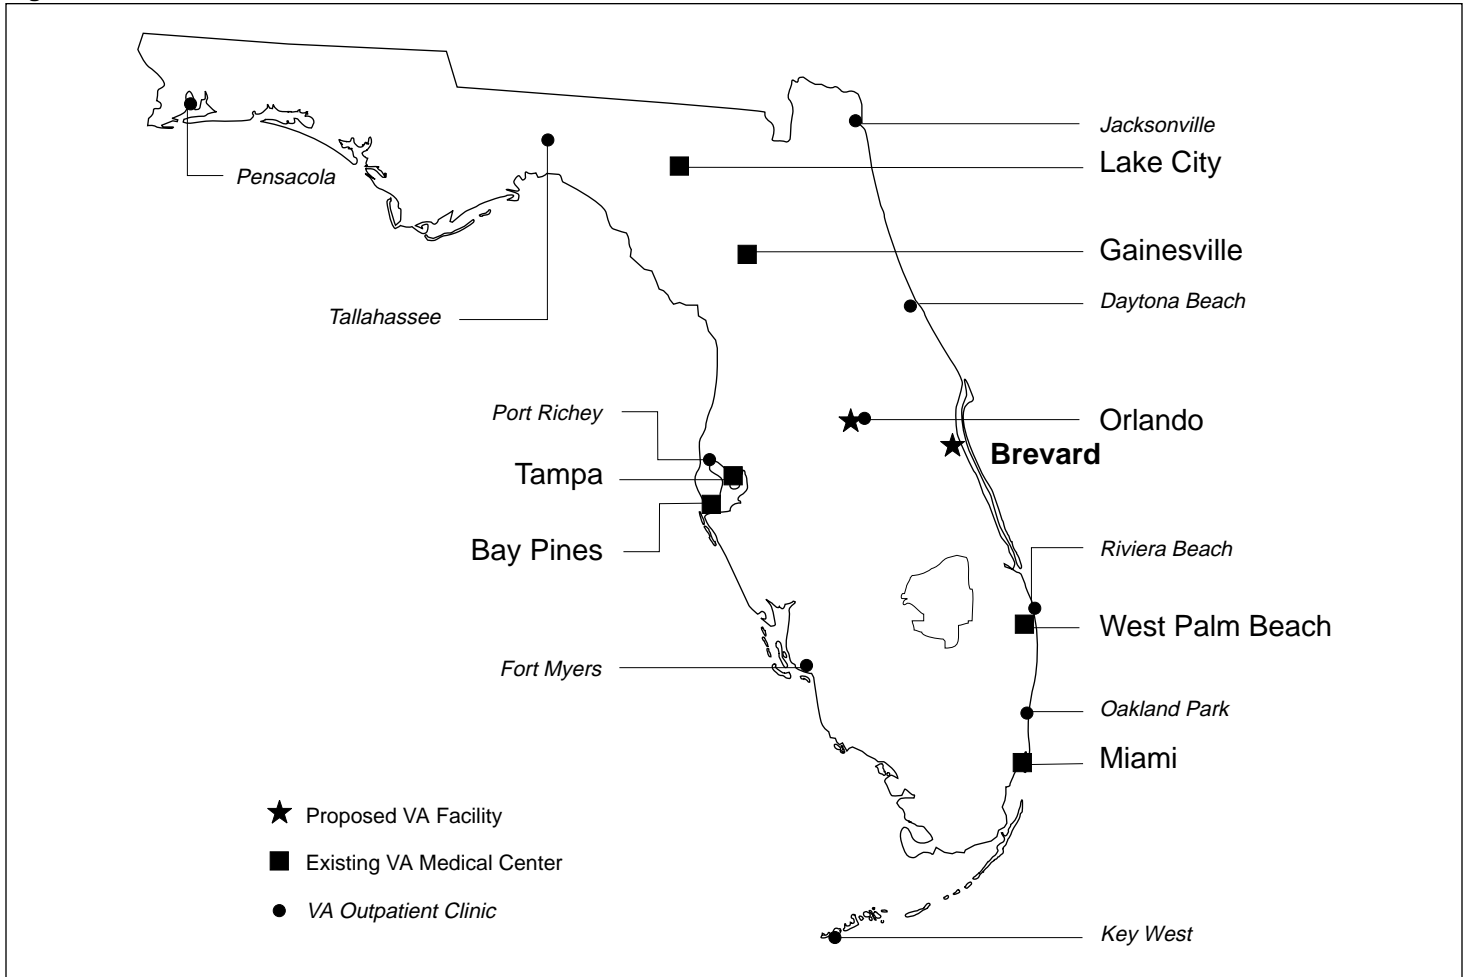 Jacksonville
Lake City
Pensacola
Gainesville
Daytona Beach
Tallahassee
Port Richey
Orlando
Brevard
Tampa
Bay Pines
Riviera Beach
West Palm Beach
Fort Myers
Oakland Park
Miami
Proposed VA Facility
Existing VA Medical Center
VA Outpatient Clinic
Key West